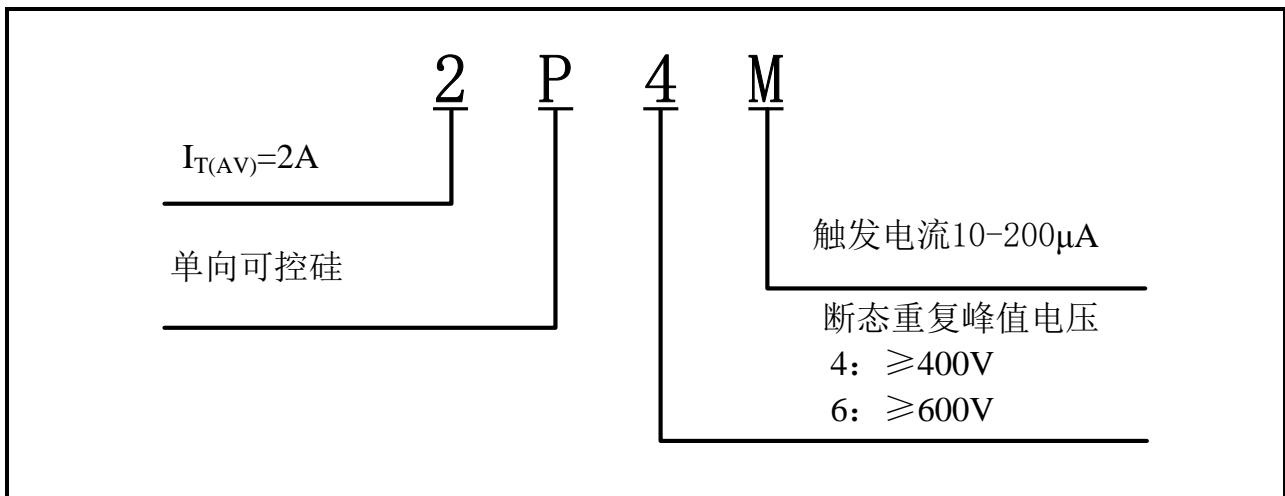 2 P 4 M
I_T(AV)=2A
单向可控硅
触发电流10-200μA
断态重复峰值电压
4：≥400V
6：≥600V